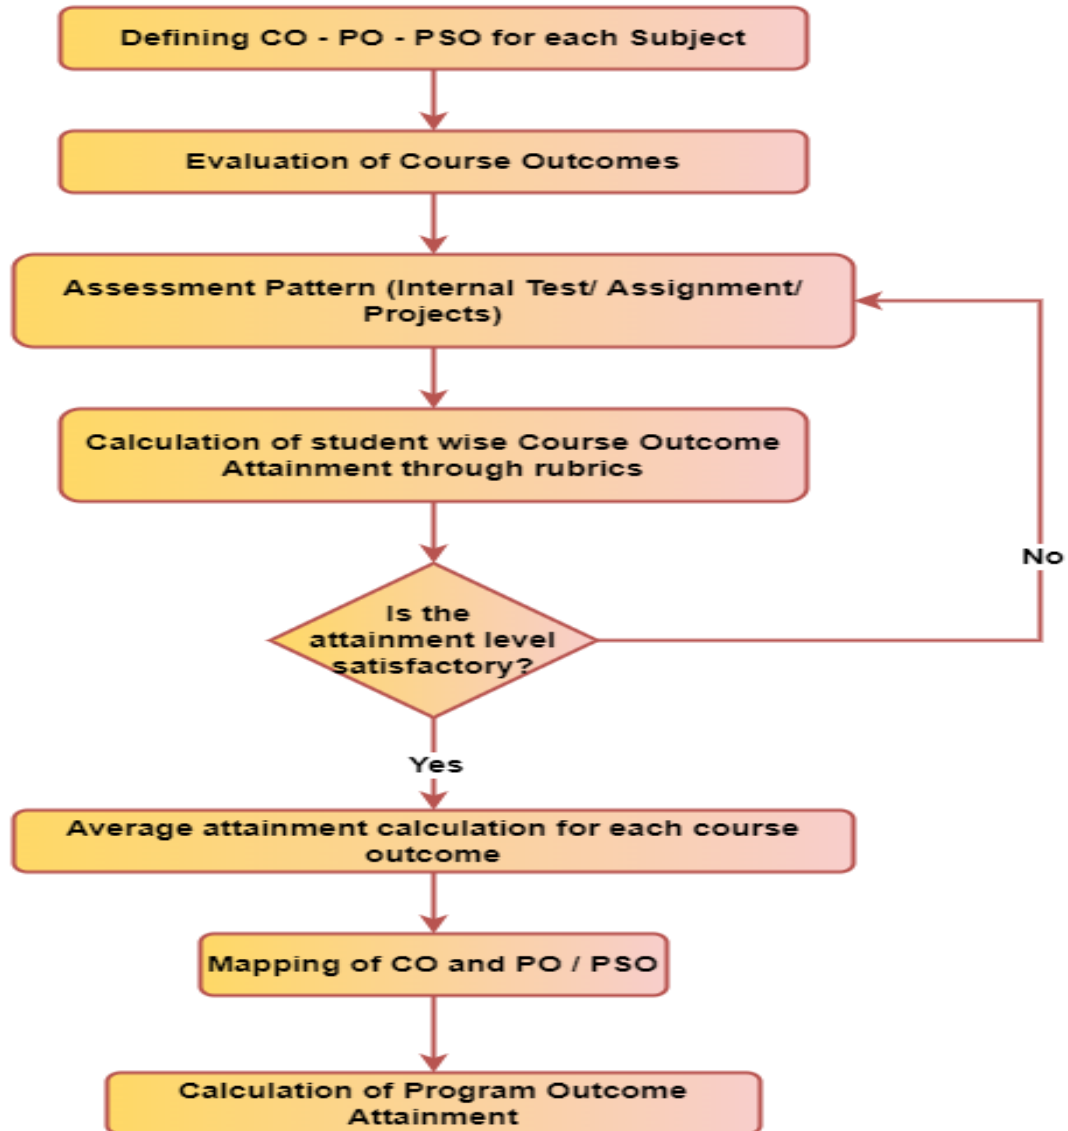 Defining CO - PO - PSO for each Subject
Evaluation of Course Outcomes
Assessment Pattern (Internal Test/ Assignment/
Projects)
Calculation of student wise Course Outcome
Attainment through rubrics
Is the
attainment level
satisfactory?
No
Yes
Average attainment calculation for each course
outcome
Mapping of CO and PO / PSO
Calculation of Program Outcome
Attainment